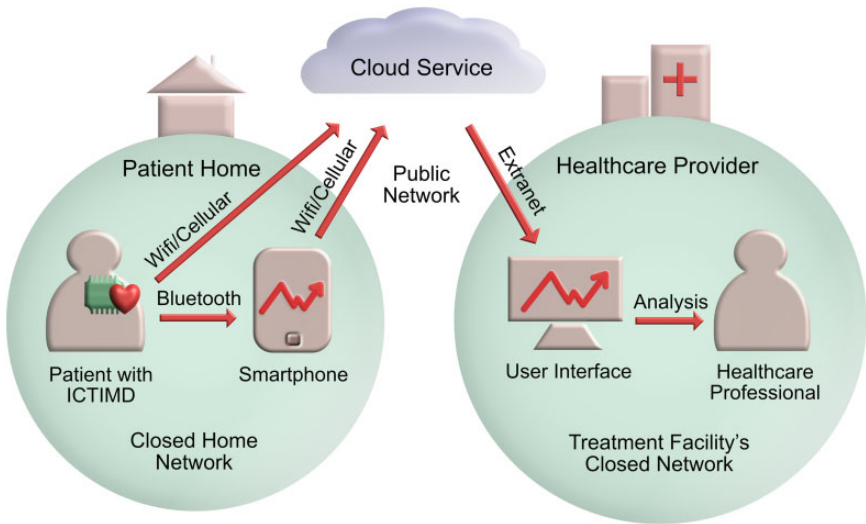 Cloud Service
Patient Home
Wifi/Cellular
Wifi/Cellular
Public
Network
Extranet
Healthcare Provider
Bluetooth
Analysis
Patient with
ICTIMD
Smartphone
User Interface
Healthcare
Professional
Closed Home
Network
Treatment Facility's
Closed Network